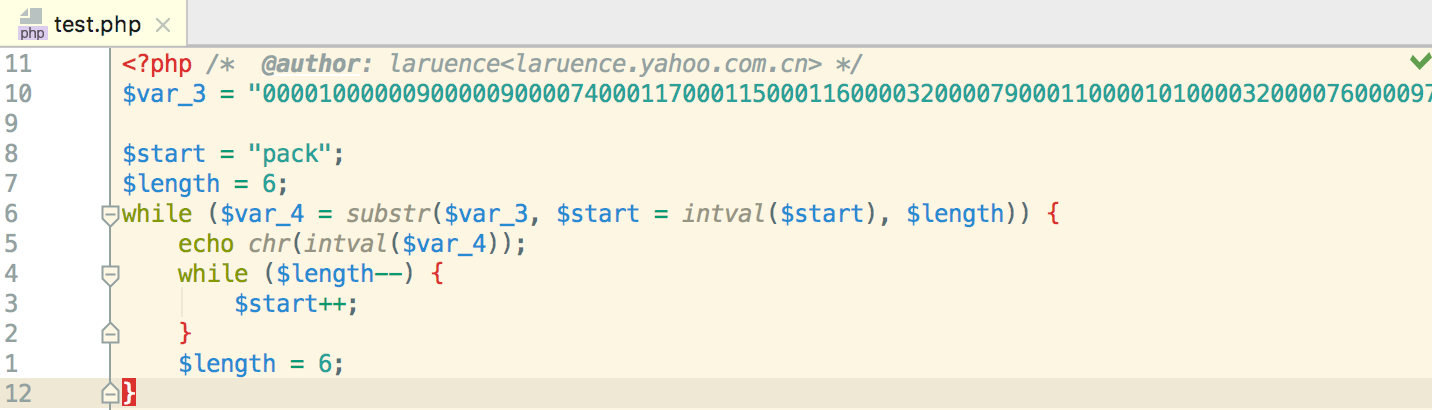 php test.php
11 <?php /* @author: laruence<laruence.yahoo.com.cn> */
10 $var_3 = "000010000009000009000074000117000115000116000032000079000110000101000032000076000097
9
8 $start = "pack";
7 $length = 6;
6 while ($var_4 = substr($var_3, $start = intval($start), $length)) {
5 echo chr(intval($var_4));
4 while ($length--) {
3 $start++;
2 }
1 $length = 6;
12 }